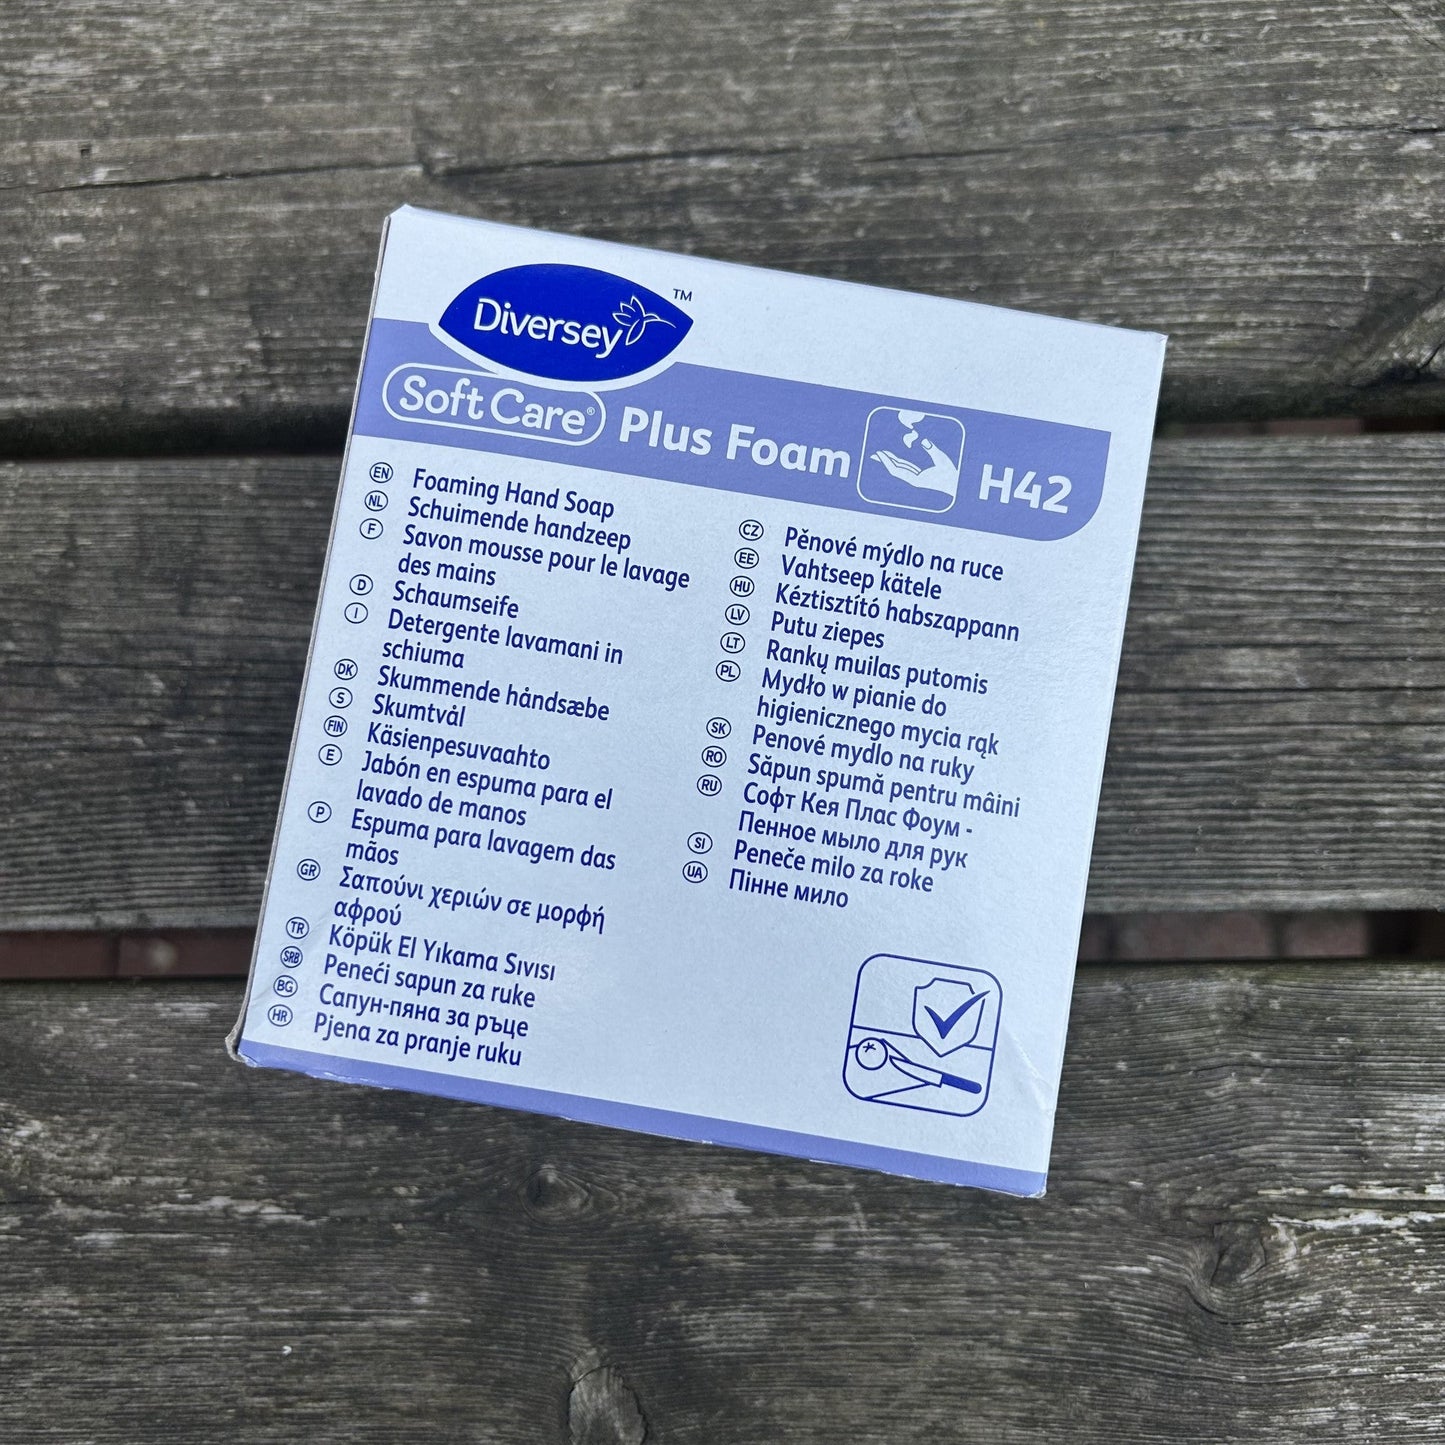 Diversey™
Soft Care® Plus Foam H42
EN Foaming Hand Soap
NL Schuimende handzeep
F Savon mousse pour le lavage
des mains
D Schaumseife
I Detergente lavamani in
schiuma
DK Skummende håndsæbe
S Skumtvål
FIN Käsienpesuvaahto
E Jabón en espuma para el
lavado de manos
P Espuma para lavagem das
mãos
GR Σαπούνι χεριών σε μορφή
αφρού
TR Köpük El Yıkama Sıvısı
SRB Peneći sapun za ruke
BG Сапун-пяна за ръце
HR Pjena za pranje ruku
CZ Pěnové mýdlo na ruce
EE Vahtseep kätele
HU Kéztisztító habszappann
LV Putu ziepes
LT Rankų muilas putomis
PL Mydło w pianie do
higienicznego mycia rąk
SK Penové mydlo na ruky
RO Săpun spumă pentru mâini
RU Софт Кея Плас Фоум -
Пенное мыло для рук
SI Peneče milo za roke
UA Пінне мило